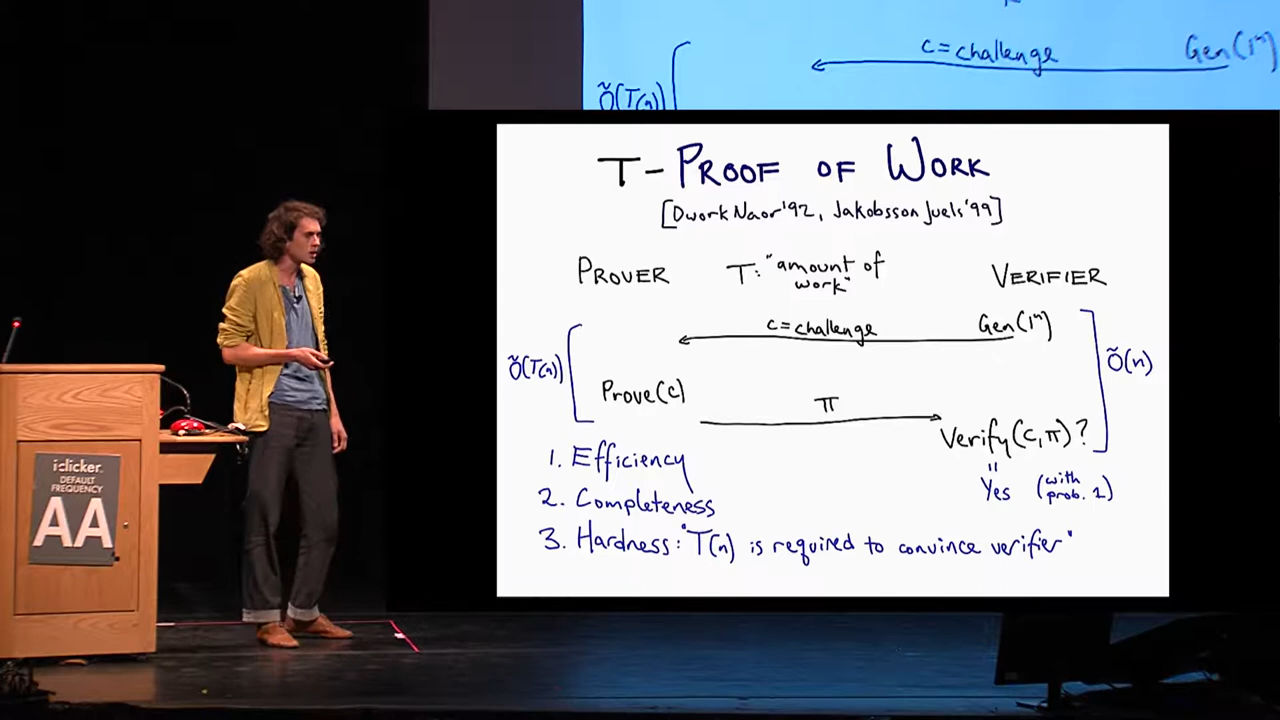 c = challenge
Gen(1ⁿ)
Õ(T(n))
T-PROOF OF WORK
[Dwork Naor '92, Jakobsson Juels '99]
PROVER
T: "amount of work"
VERIFIER
c = challenge
Gen(1ⁿ)
Õ(T(n))
Õ(n)
Prove(c)
π
Verify(c, π)?
=
Yes (with prob. 1)
1. Efficiency
2. Completeness
3. Hardness: "T(n) is required to convince verifier"
iclicker.
DEFAULT
FREQUENCY
AA